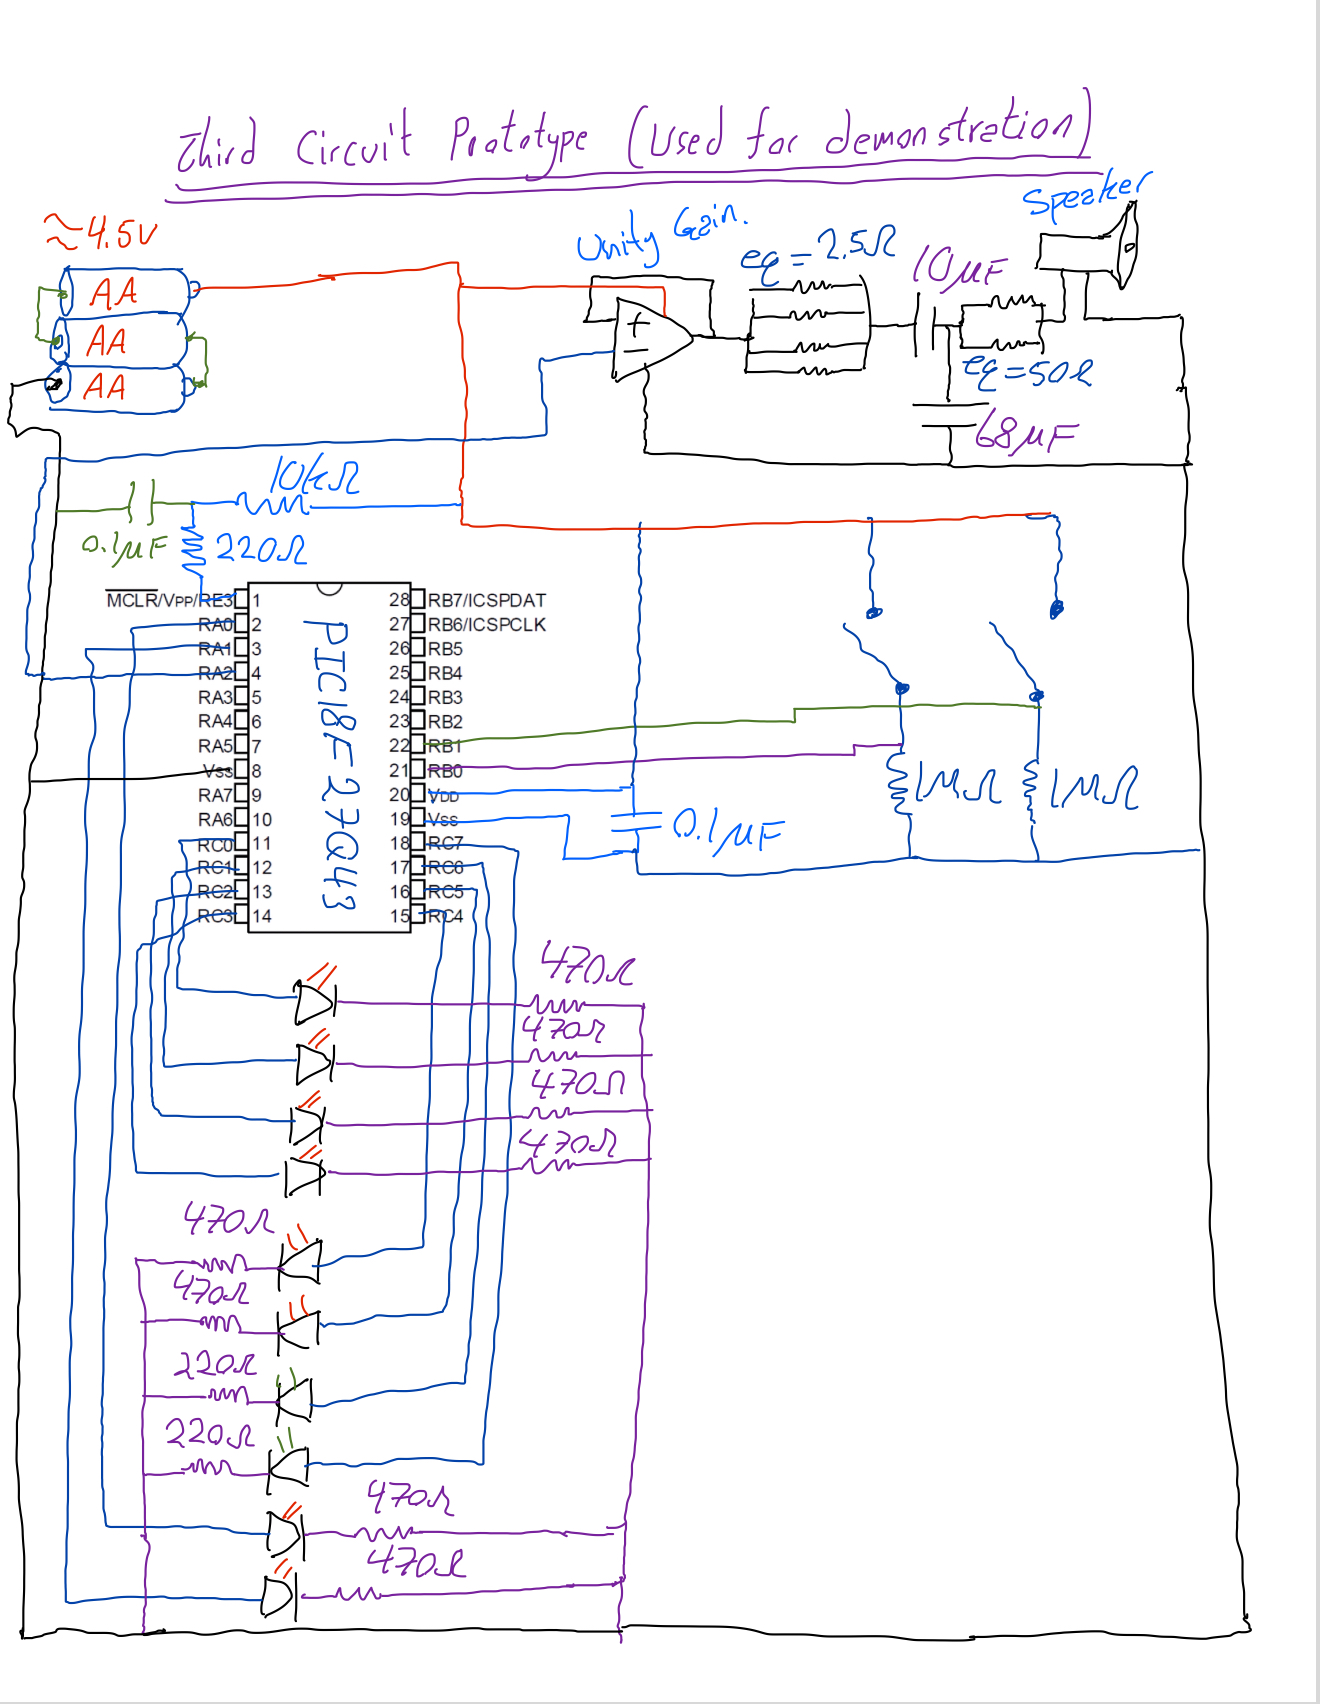 Third Circuit Prototype (Used for demonstration)
Speaker
≈4.5V
Unity Gain.
eq = 2.5Ω
10µF
AA
AA
AA
+
−
eq = 50Ω
68µF
10kΩ
0.1µF
220Ω
MCLR/VPP/RE3 1 28 RB7/ICSPDAT
RA0 2 27 RB6/ICSPCLK
RA1 3 26 RB5
RA2 4 25 RB4
RA3 5 24 RB3
RA4 6 23 RB2
RA5 7 22 RB1
Vss 8 21 RB0
RA7 9 20 VDD
RA6 10 19 Vss
RC0 11 18 RC7
RC1 12 17 RC6
RC2 13 16 RC5
RC3 14 15 RC4
PIC18F27Q43
1MΩ 1MΩ
0.1µF
470Ω
470Ω
470Ω
470Ω
470Ω
470Ω
220Ω
220Ω
470Ω
470Ω